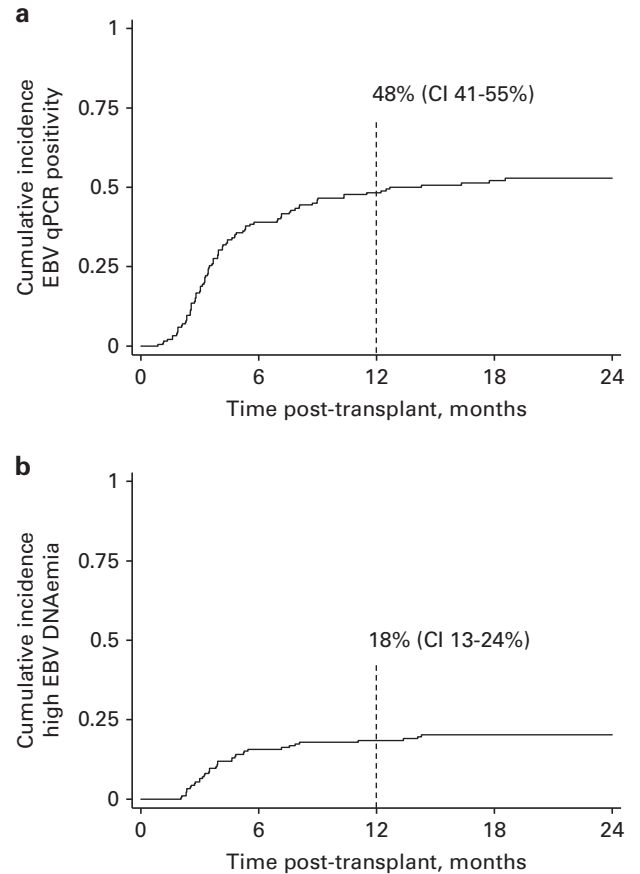 a
Cumulative incidence
EBV qPCR positivity
1
0.75
0.5
0.25
0
48% (CI 41-55%)
0 6 12 18 24
Time post-transplant, months
b
Cumulative incidence
high EBV DNAemia
1
0.75
0.5
0.25
0
18% (CI 13-24%)
0 6 12 18 24
Time post-transplant, months